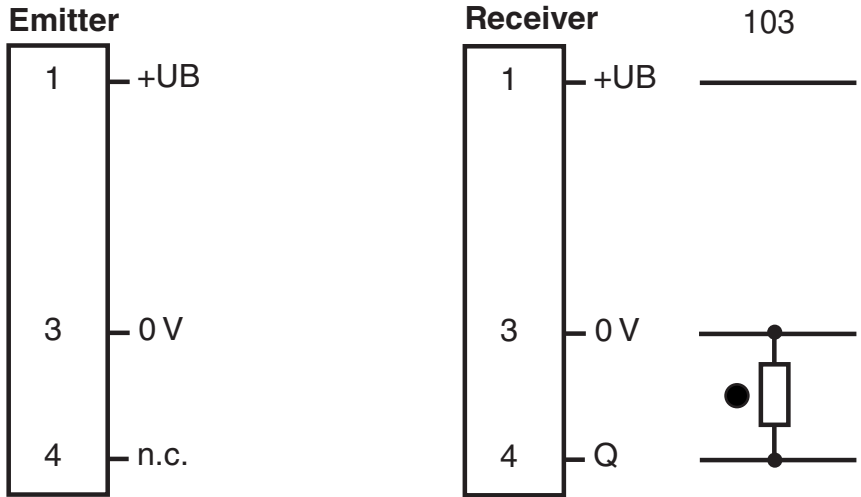 Emitter
1 +UB
3 0 V
4 n.c.
Receiver 103
1 +UB
3 0 V
4 Q